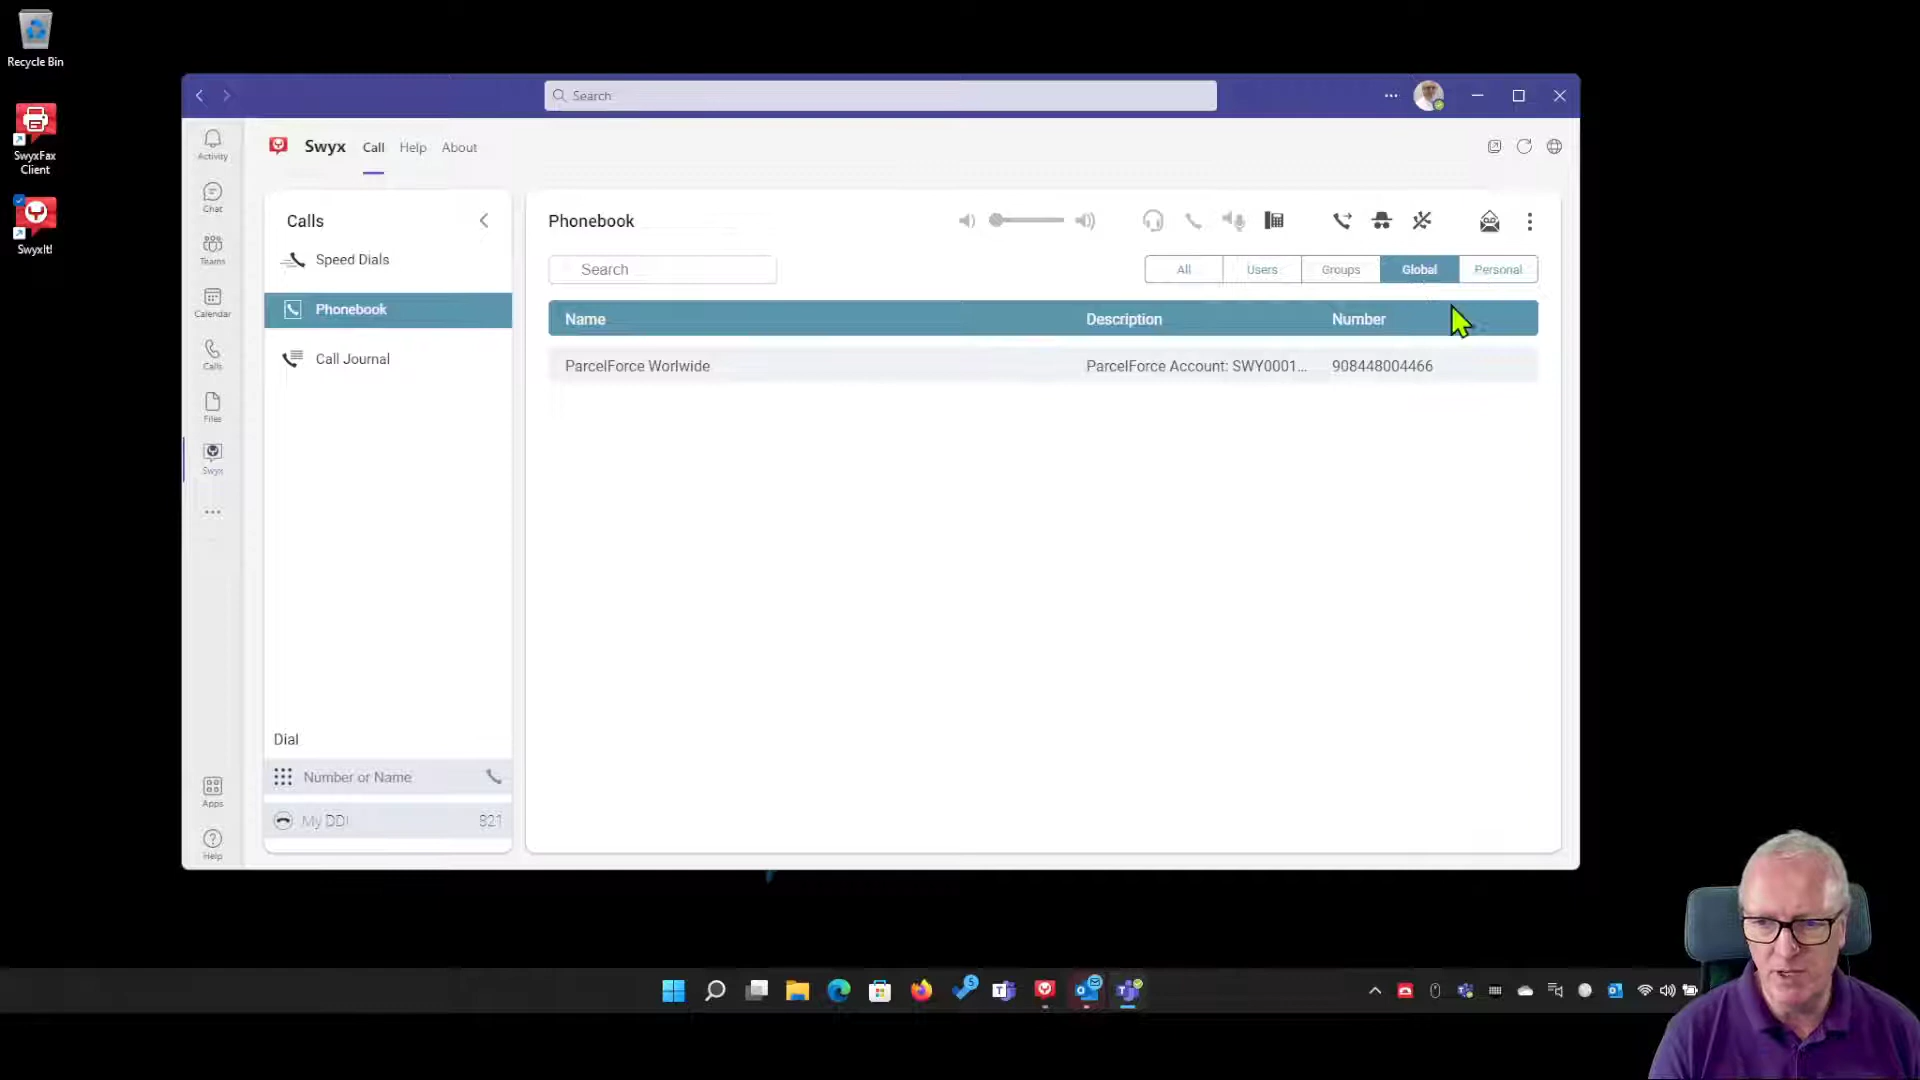 Recycle Bin
SwyxFax
Client
SwyxIt!
Search
Activity
Chat
Teams
Calendar
Calls
Files
Swyx
Apps
Help
Swyx Call Help About
Calls
Speed Dials
Phonebook
Call Journal
Dial
Number or Name
My DDI 821
Phonebook
Search
All Users Groups Global Personal
Name Description Number
ParcelForce Worlwide ParcelForce Account: SWY0001... 908448004466
5